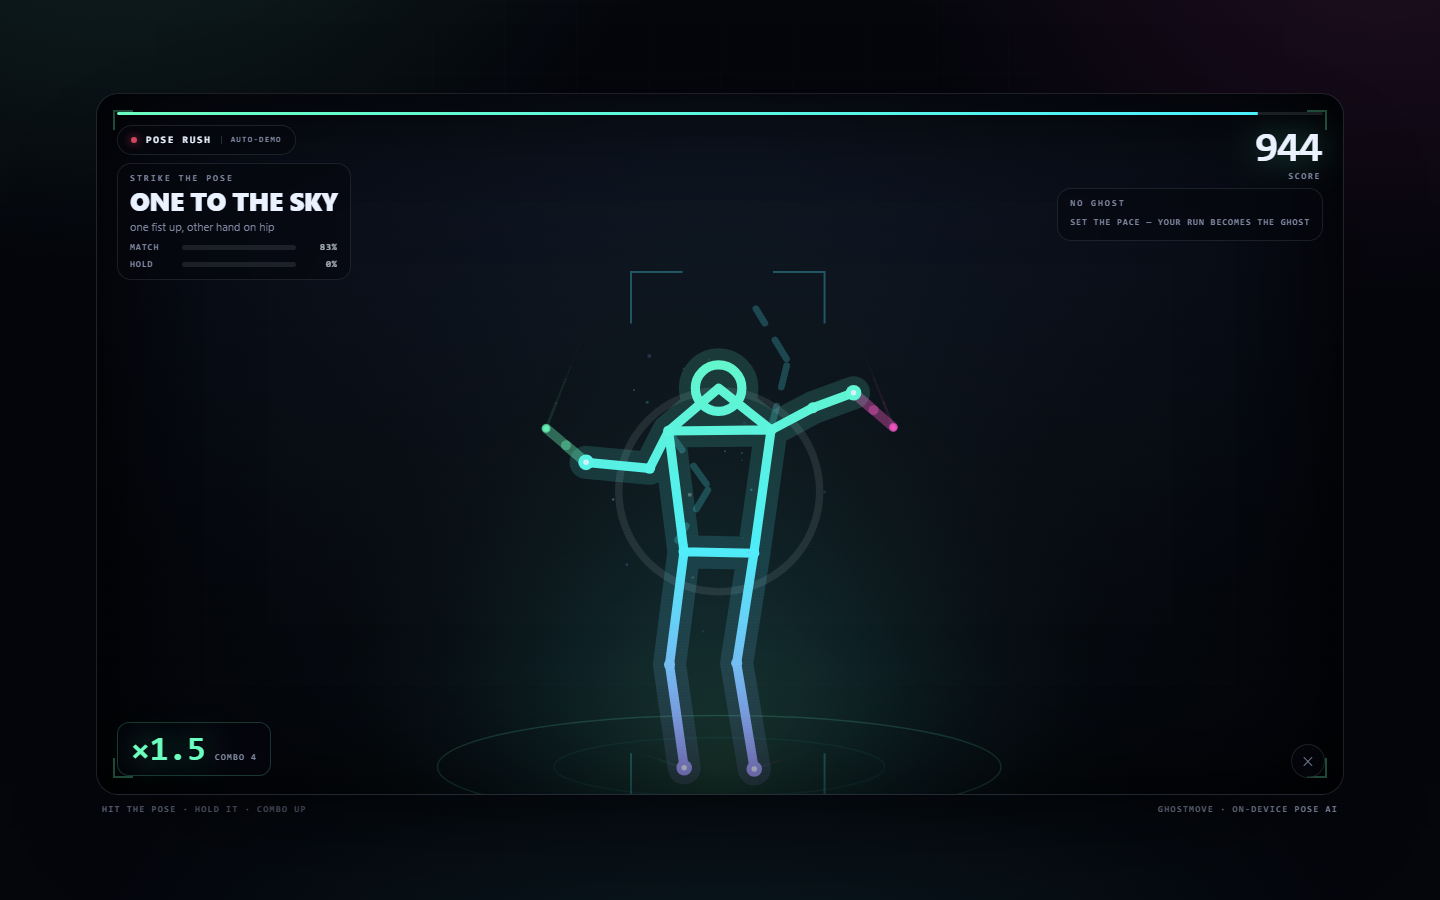 POSE RUSH | AUTO-DEMO
944
SCORE
STRIKE THE POSE
ONE TO THE SKY
one fist up, other hand on hip
MATCH 83%
HOLD 0%
NO GHOST
SET THE PACE — YOUR RUN BECOMES THE GHOST
×1.5 COMBO 4
HIT THE POSE · HOLD IT · COMBO UP
GHOSTMOVE · ON-DEVICE POSE AI